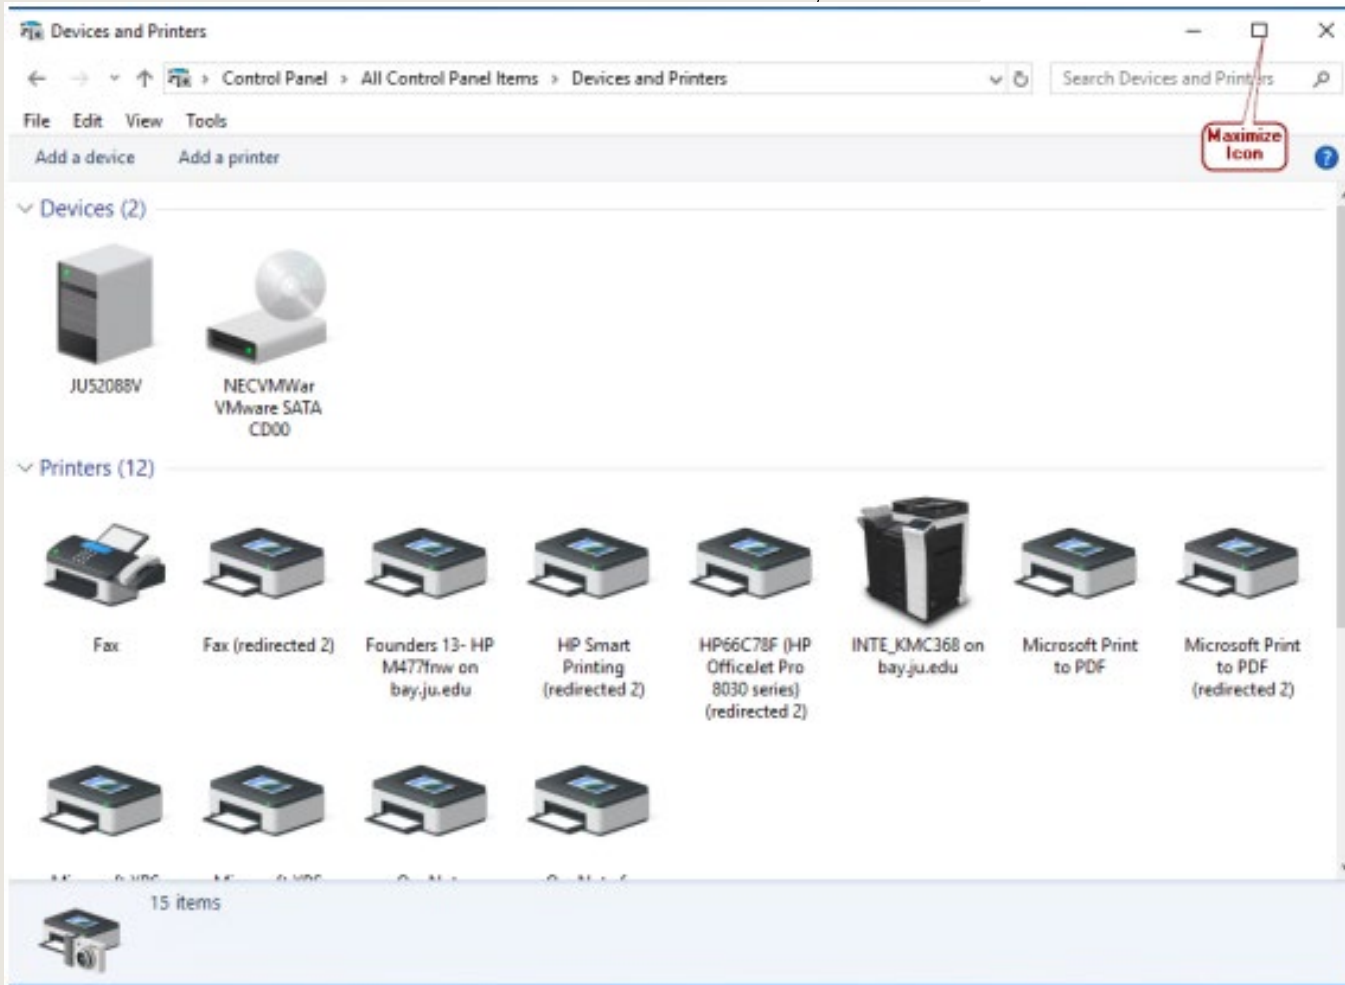 Devices and Printers
Control Panel > All Control Panel Items > Devices and Printers
Search Devices and Printers
File Edit View Tools
Maximize
Icon
Add a device Add a printer
?
Devices (2)
JU52088V
NECVMWar
VMware SATA
CD00
Printers (12)
Fax
Fax (redirected 2)
Founders 13- HP
M477fnw on
bay.ju.edu
HP Smart
Printing
(redirected 2)
HP66C78F (HP
OfficeJet Pro
8030 series)
(redirected 2)
INTE_KMC368 on
bay.ju.edu
Microsoft Print
to PDF
Microsoft Print
to PDF
(redirected 2)
15 items